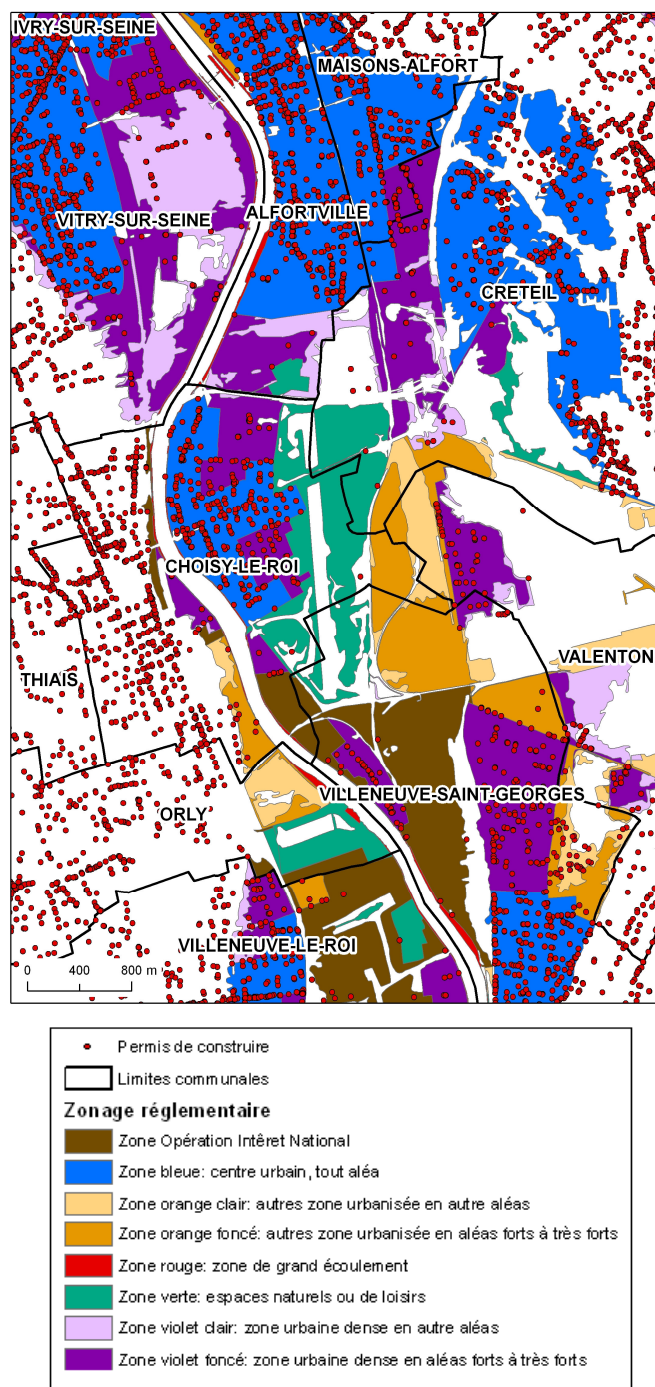 IVRY-SUR-SEINE
MAISONS-ALFORT
VITRY-SUR-SEINE
ALFORTVILLE
CRETEIL
CHOISY-LE-ROI
THIAIS
VALENTON
VILLENEUVE-SAINT-GEORGES
ORLY
VILLENEUVE-LE-ROI
0 400 800 m
Permis de construire
Limites communales
Zonage réglementaire
Zone Opération Intêret National
Zone bleue: centre urbain, tout aléa
Zone orange clair: autres zone urbanisée en autre aléas
Zone orange foncé: autres zone urbanisée en aléas forts à très forts
Zone rouge: zone de grand écoulement
Zone verte: espaces naturels ou de loisirs
Zone violet clair: zone urbaine dense en autre aléas
Zone violet foncé: zone urbaine dense en aléas forts à très forts